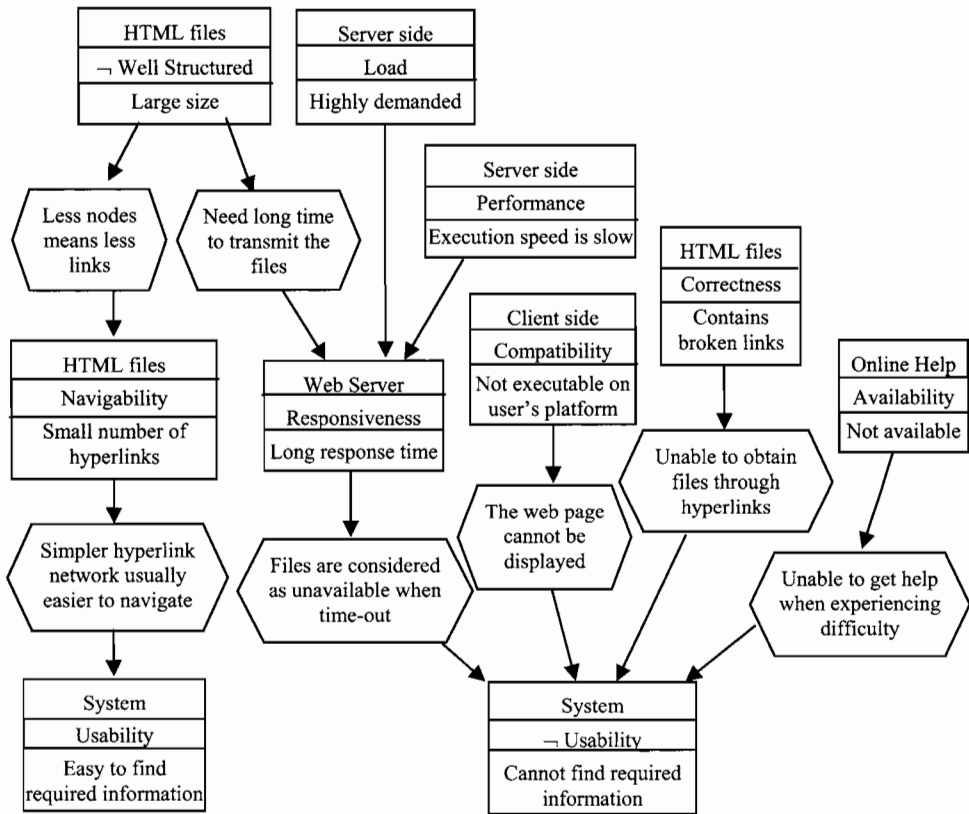 HTML files
¬ Well Structured
Large size
Server side
Load
Highly demanded
Server side
Performance
Execution speed is slow
Less nodes
means less
links
Need long time
to transmit the
files
HTML files
Correctness
Contains
broken links
Client side
Compatibility
Not executable on
user's platform
HTML files
Navigability
Small number of
hyperlinks
Web Server
Responsiveness
Long response time
Online Help
Availability
Not available
Unable to obtain
files through
hyperlinks
The web page
cannot be
displayed
Simpler hyperlink
network usually
easier to navigate
Files are considered
as unavailable when
time-out
Unable to get help
when experiencing
difficulty
System
Usability
Easy to find
required information
System
¬ Usability
Cannot find required
information